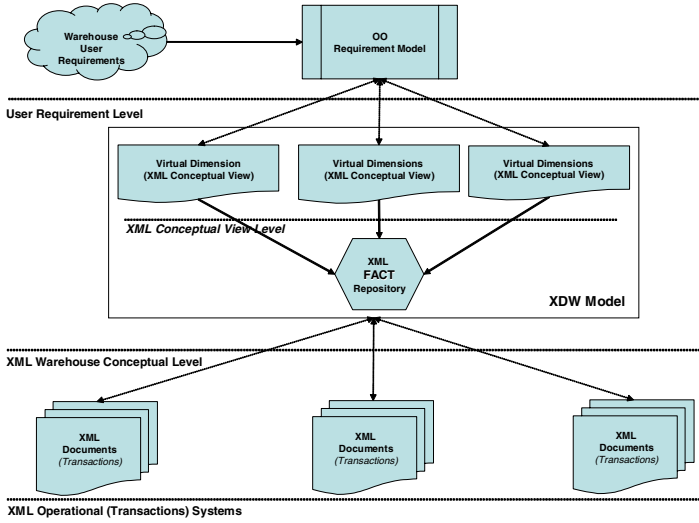 Warehouse
User
Requirements
OO
Requirement Model
User Requirement Level
Virtual Dimension
(XML Conceptual View)
Virtual Dimensions
(XML Conceptual View)
Virtual Dimensions
(XML Conceptual View)
XML Conceptual View Level
XML
FACT
Repository
XDW Model
XML Warehouse Conceptual Level
XML
Documents
(Transactions)
XML
Documents
(Transactions)
XML
Documents
(Transactions)
XML Operational (Transactions) Systems